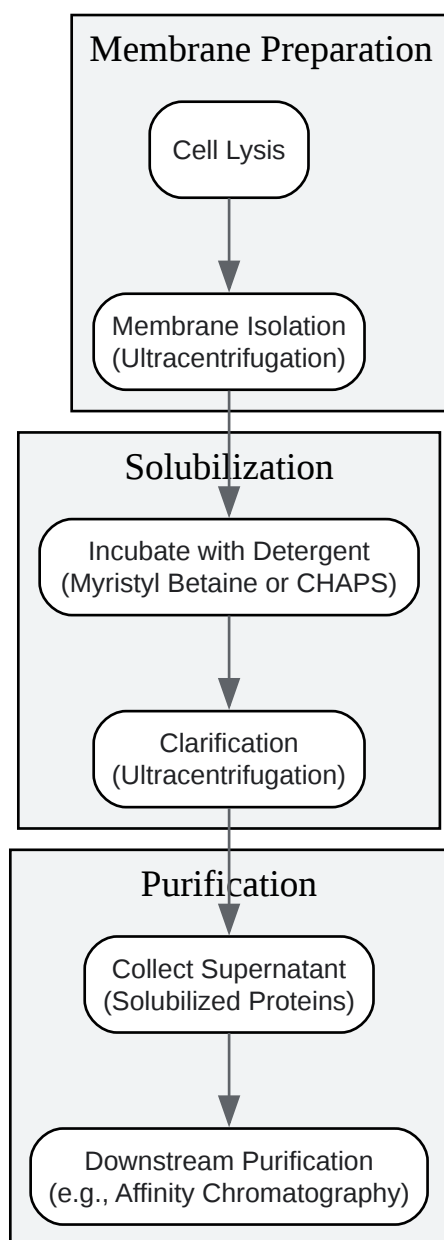 Membrane Preparation
Cell Lysis
Membrane Isolation
(Ultracentrifugation)
Solubilization
Incubate with Detergent
(Myristyl Betaine or CHAPS)
Clarification
(Ultracentrifugation)
Purification
Collect Supernatant
(Solubilized Proteins)
Downstream Purification
(e.g., Affinity Chromatography)